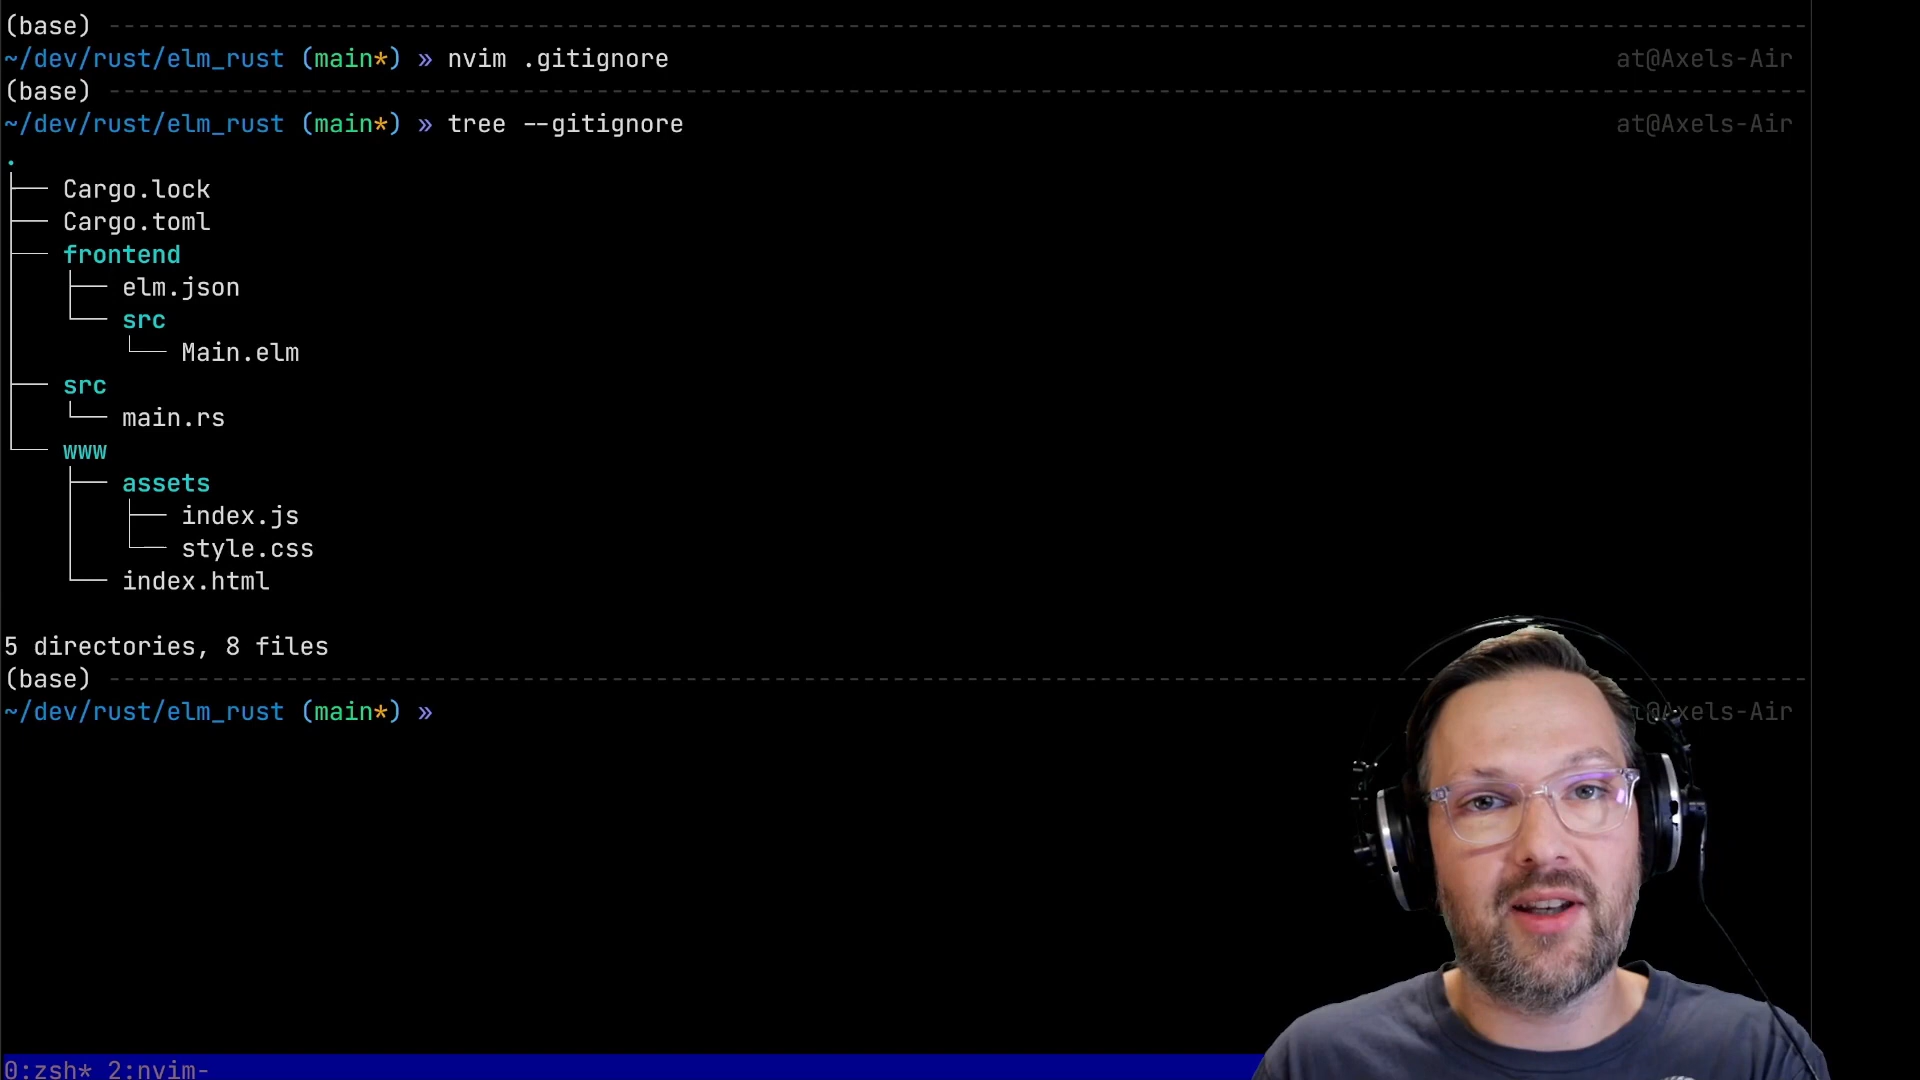 (base)
~/dev/rust/elm_rust (main*) » nvim .gitignore at@Axels-Air
(base)
~/dev/rust/elm_rust (main*) » tree --gitignore at@Axels-Air
.
├── Cargo.lock
├── Cargo.toml
├── frontend
│   ├── elm.json
│   └── src
│       └── Main.elm
├── src
│   └── main.rs
└── www
    ├── assets
    │   ├── index.js
    │   └── style.css
    └── index.html
5 directories, 8 files
(base)
~/dev/rust/elm_rust (main*) » @Axels-Air
0:zsh* 2:nvim-